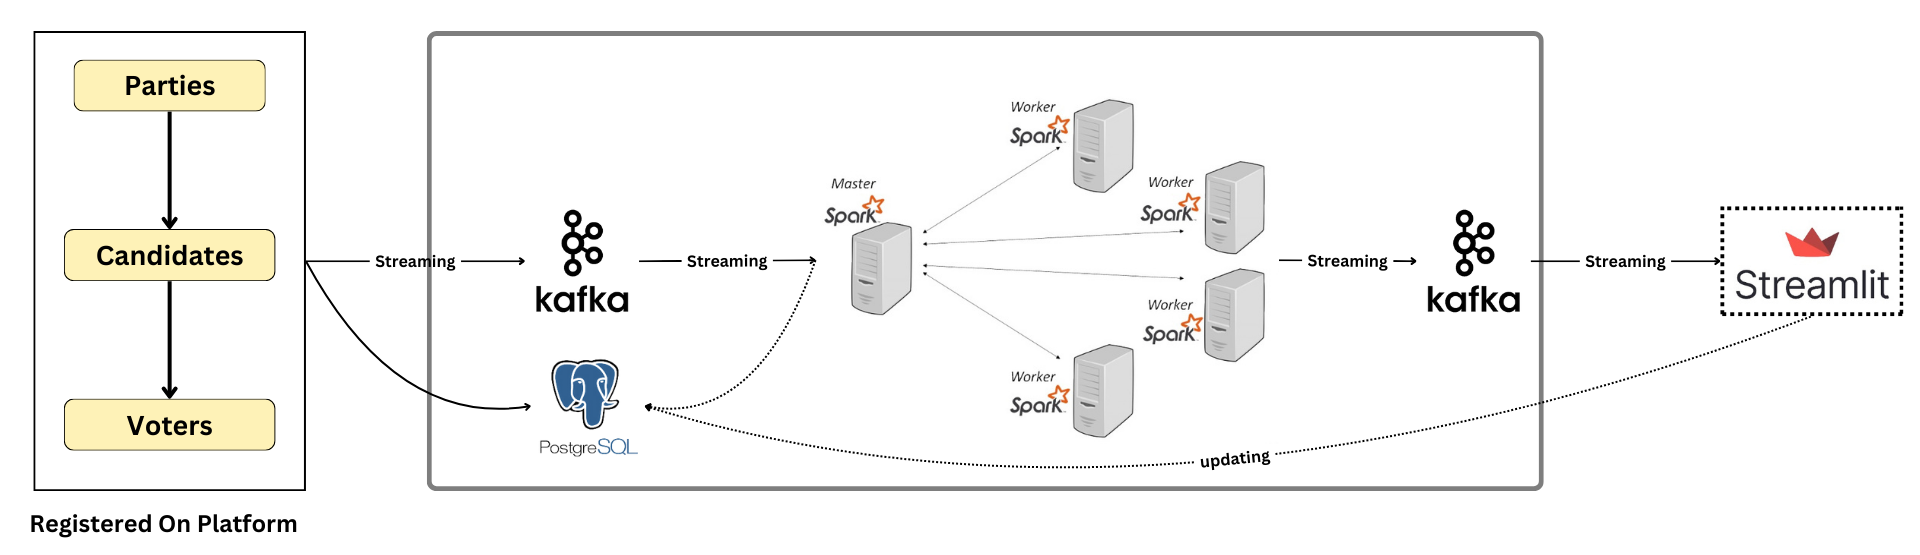 Parties
Candidates
Voters
Registered On Platform
Streaming
kafka
Streaming
PostgreSQL
Master
Spark
Worker
Spark
Worker
Spark
Worker
Spark
Worker
Spark
Streaming
kafka
Streaming
Streamlit
updating